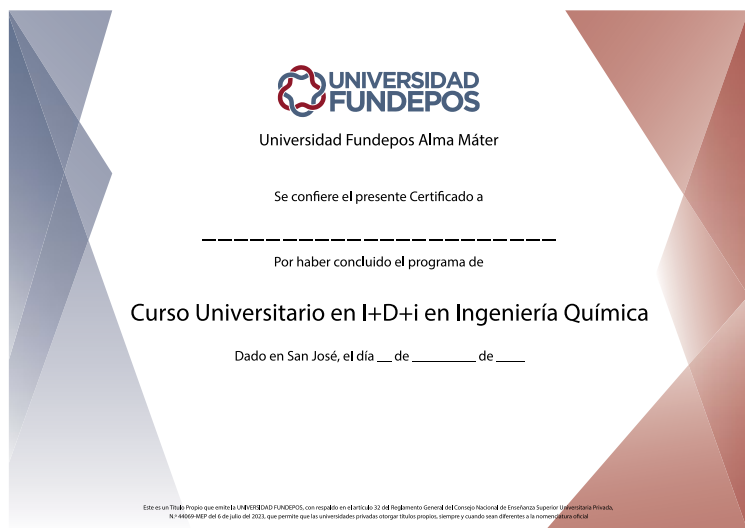 UNIVERSIDAD
FUNDEPOS
Universidad Fundepos Alma Máter
Se confiere el presente Certificado a
_ _ _ _ _ _ _ _ _ _ _ _ _ _ _ _ _ _ _ _ _ _
Por haber concluido el programa de
Curso Universitario en I+D+i en Ingeniería Química
Dado en San José, el día __ de ________ de ____
Este es un Título Propio que emite la UNIVERSIDAD FUNDEPOS, con respaldo en el artículo 32 del Reglamento General del Consejo Nacional de Enseñanza Superior Universitaria Privada,
N.º 44069-MEP del 6 de julio del 2023, que permite que las universidades privadas otorgar títulos propios, siempre y cuando sean diferentes a la nomenclatura oficial